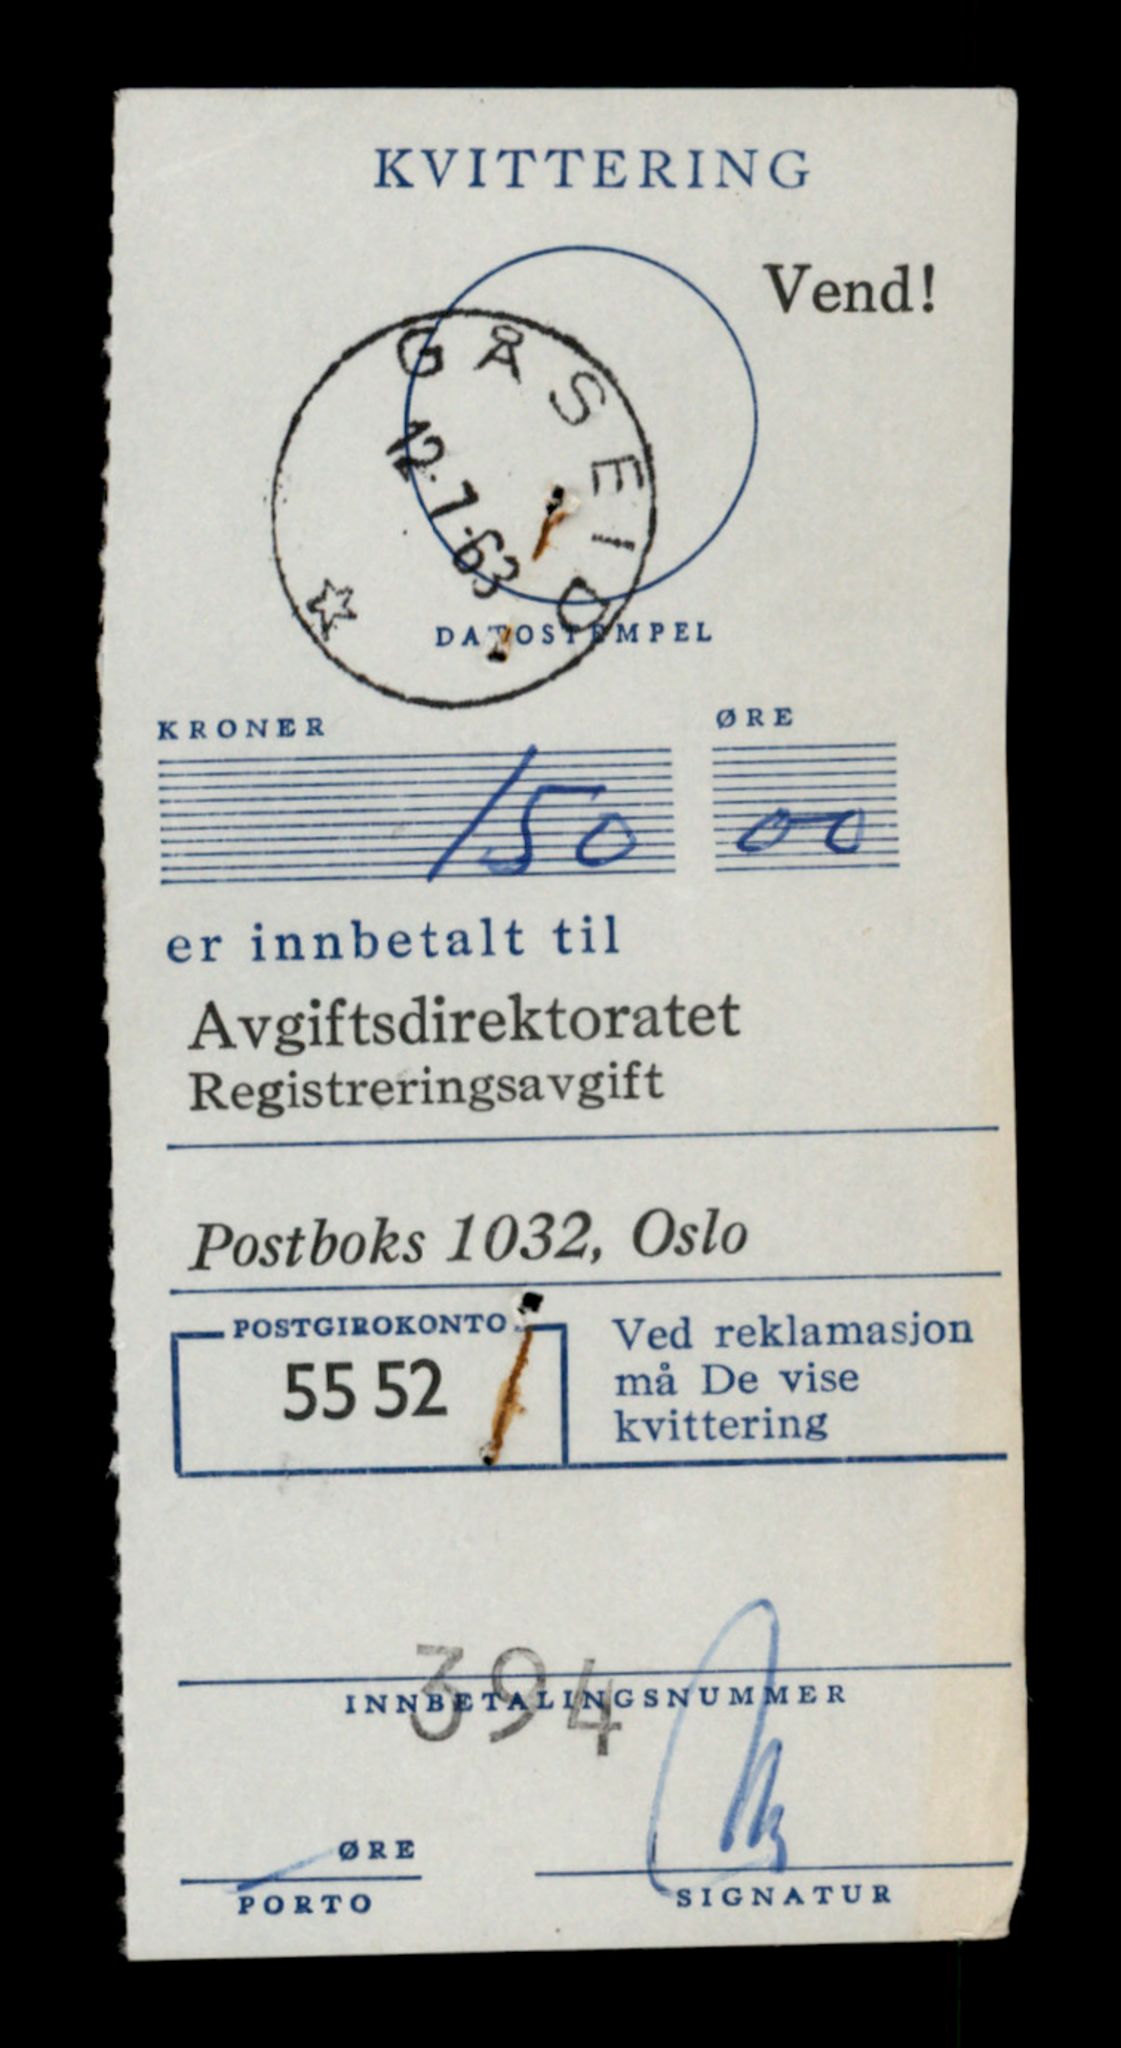 KVITTERING
Vend!
GÅSEID
12.7.63
DATOSTEMPEL
KRONER ØRE
150 00
er innbetalt til
Avgiftsdirektoratet
Registreringsavgift
Postboks 1032, Oslo
POSTGIROKONTO
55 52
Ved reklamasjon
må De vise
kvittering
394
INNBETALINGSNUMMER
ØRE
PORTO
SIGNATUR